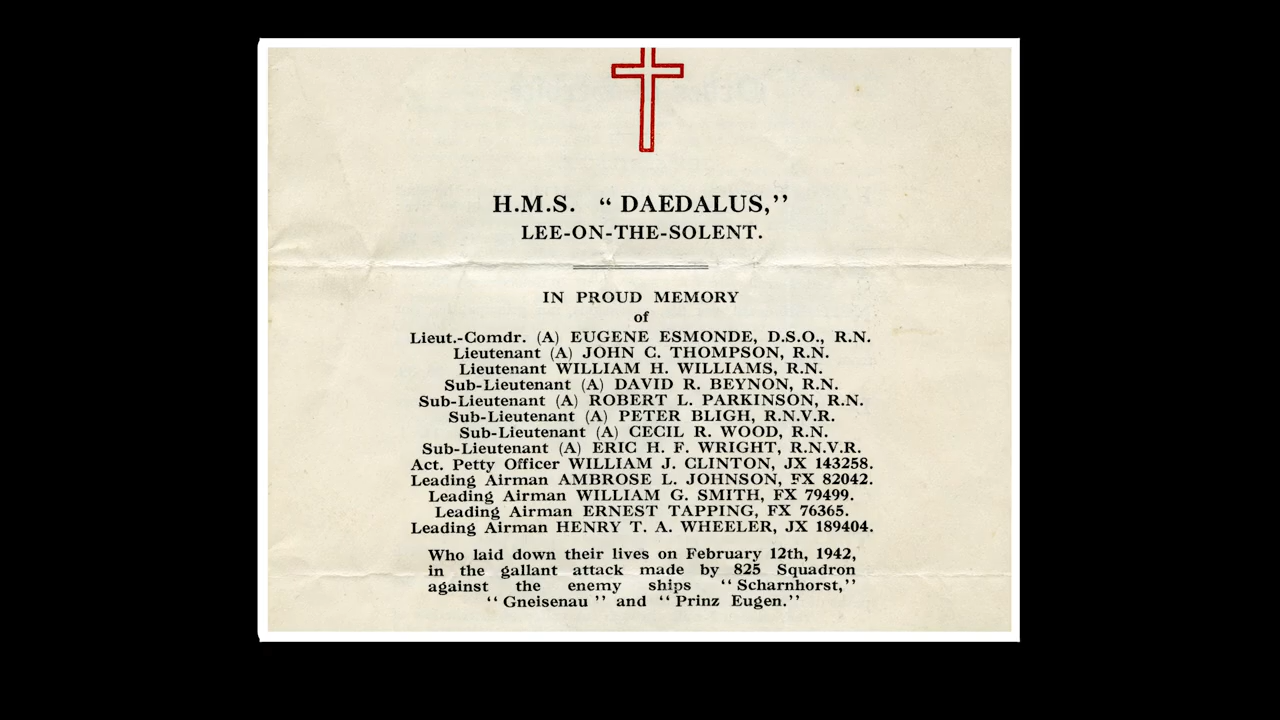 H.M.S. “ DAEDALUS,”
LEE-ON-THE-SOLENT.
IN PROUD MEMORY
of
Lieut.-Comdr. (A) EUGENE ESMONDE, D.S.O., R.N.
Lieutenant (A) JOHN C. THOMPSON, R.N.
Lieutenant WILLIAM H. WILLIAMS, R.N.
Sub-Lieutenant (A) DAVID R. BEYNON, R.N.
Sub-Lieutenant (A) ROBERT L. PARKINSON, R.N.
Sub-Lieutenant (A) PETER BLIGH, R.N.V.R.
Sub-Lieutenant (A) CECIL R. WOOD, R.N.
Sub-Lieutenant (A) ERIC H. F. WRIGHT, R.N.V.R.
Act. Petty Officer WILLIAM J. CLINTON, JX 143258.
Leading Airman AMBROSE L. JOHNSON, FX 82042.
Leading Airman WILLIAM G. SMITH, FX 79499.
Leading Airman ERNEST TAPPING, FX 76365.
Leading Airman HENRY T. A. WHEELER, JX 189404.
Who laid down their lives on February 12th, 1942,
in the gallant attack made by 825 Squadron
against the enemy ships “ Scharnhorst,”
“ Gneisenau ” and “ Prinz Eugen.”